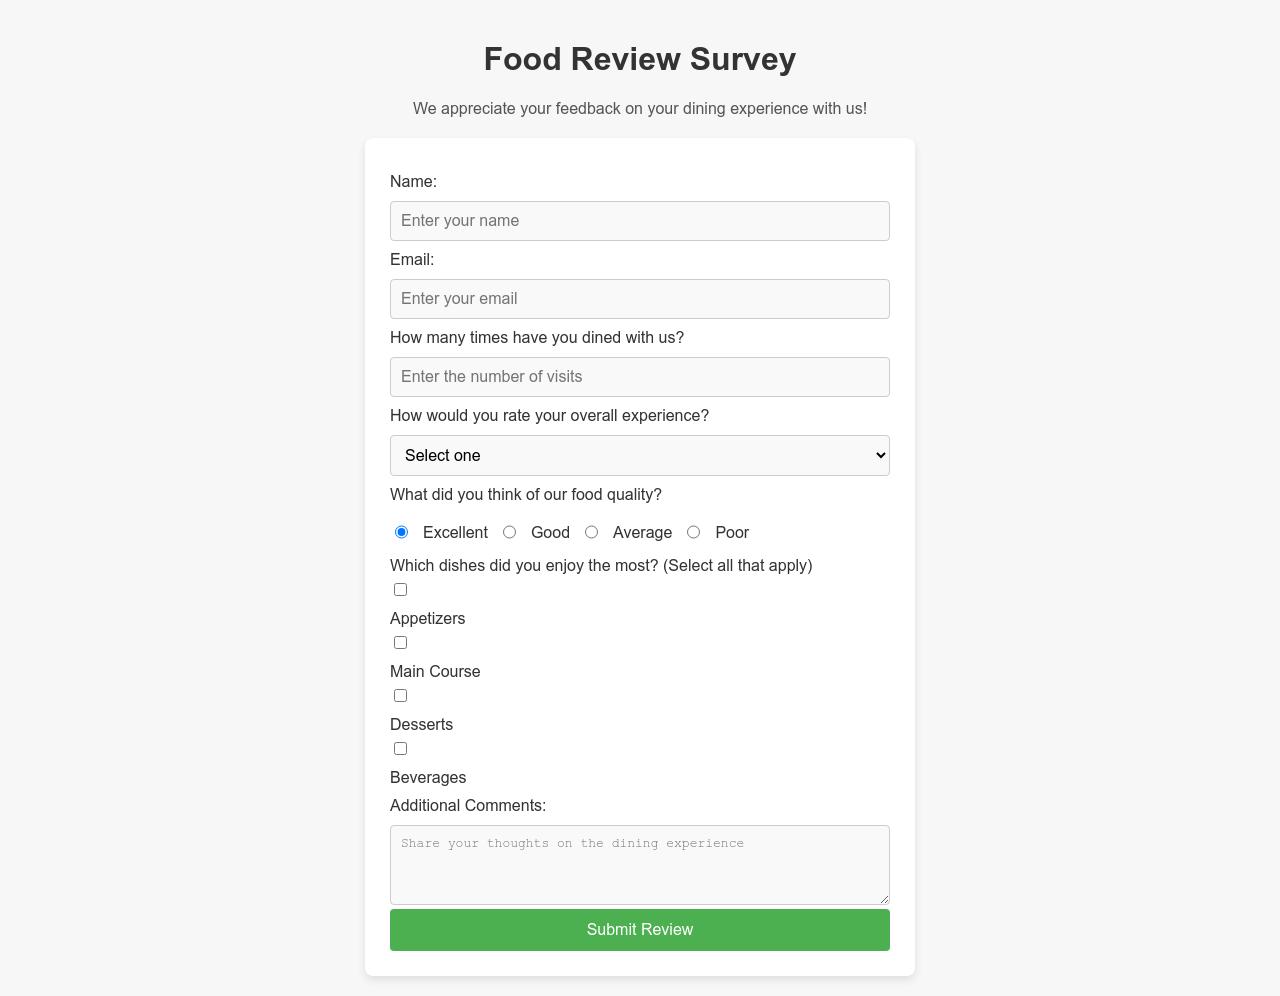 Food Review Survey
We appreciate your feedback on your dining experience with us!
Name:
Enter your name
Email:
Enter your email
How many times have you dined with us?
Enter the number of visits
How would you rate your overall experience?
Select one
What did you think of our food quality?
Excellent Good Average Poor
Which dishes did you enjoy the most? (Select all that apply)
Appetizers
Main Course
Desserts
Beverages
Additional Comments:
Share your thoughts on the dining experience
Submit Review